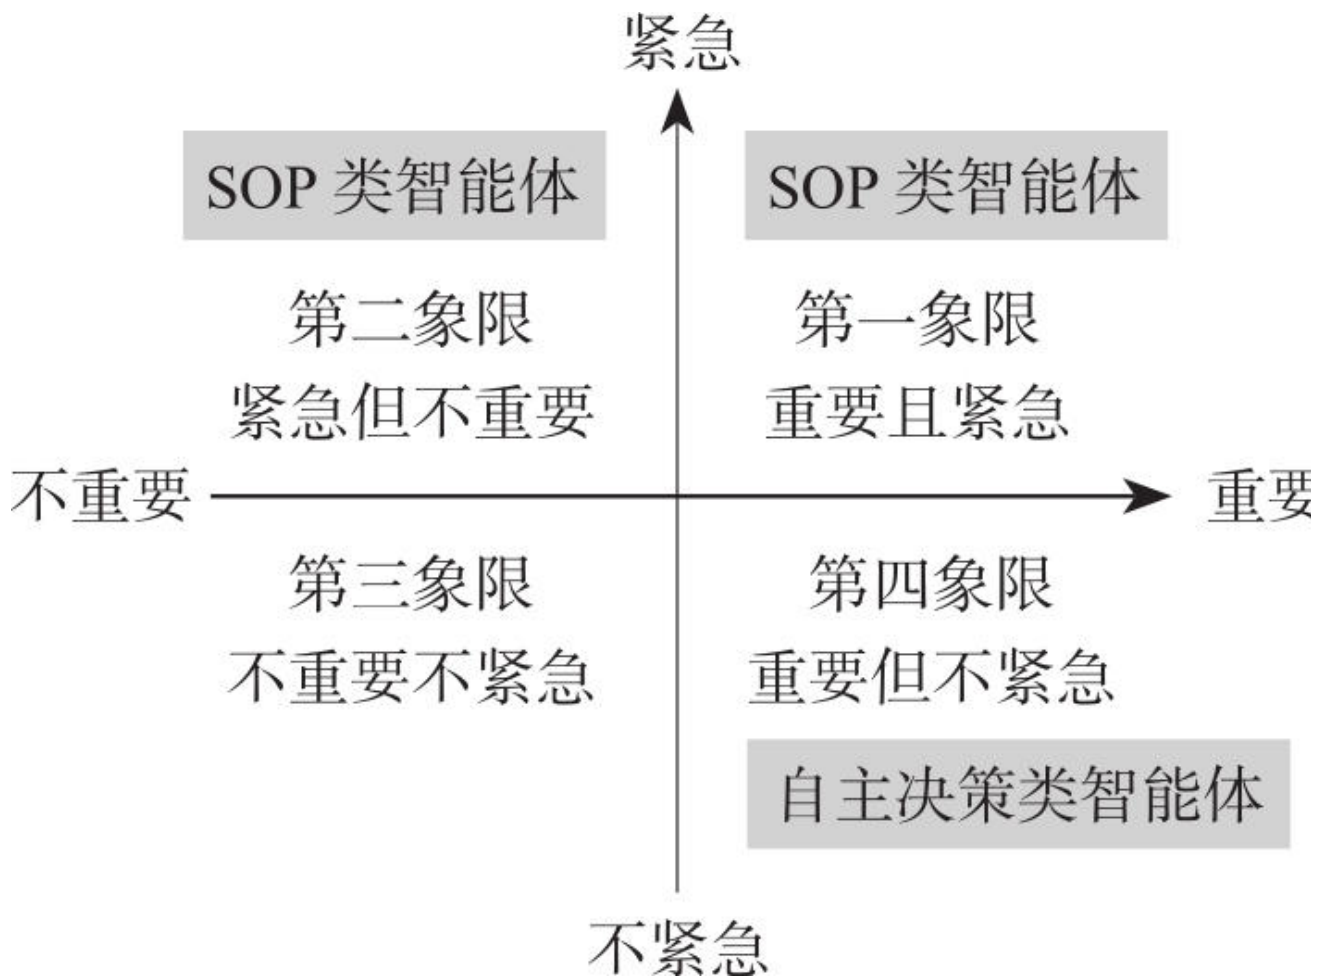 紧急
SOP 类智能体
SOP 类智能体
第二象限
第一象限
紧急但不重要
重要且紧急
不重要
重要
第三象限
第四象限
不重要不紧急
重要但不紧急
自主决策类智能体
不紧急